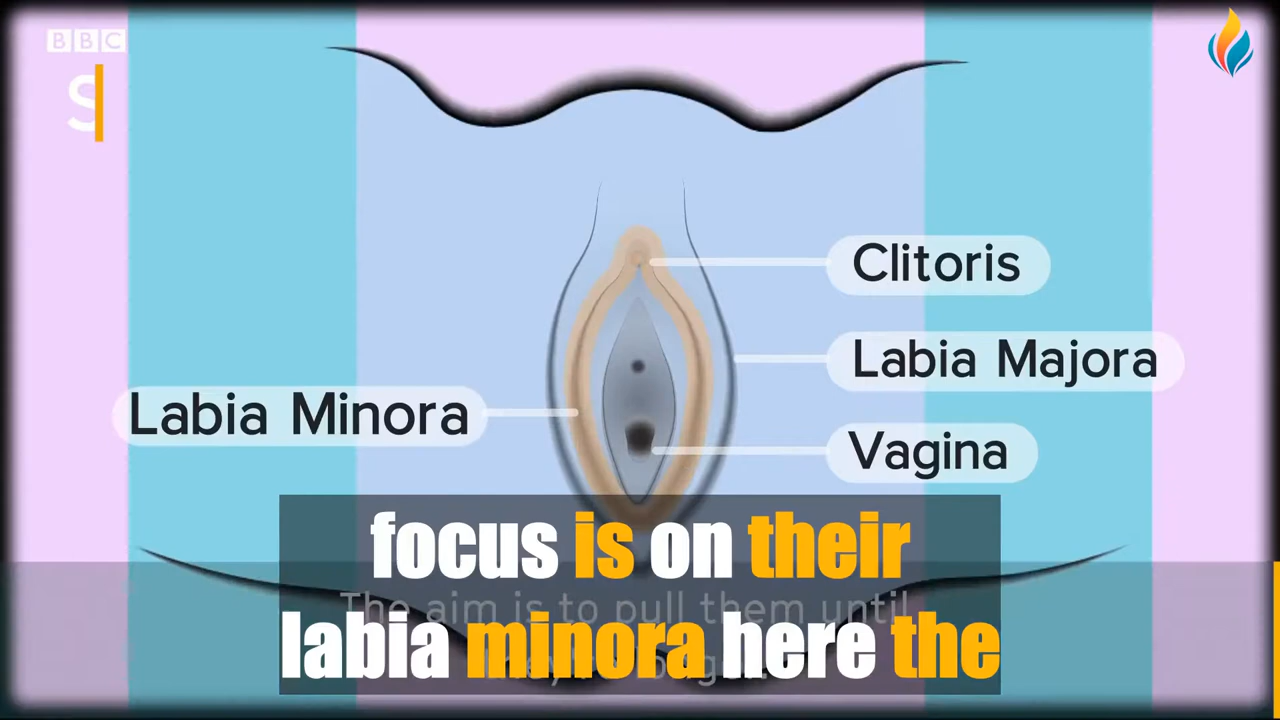 BBC
S
Clitoris
Labia Majora
Labia Minora
Vagina
focus is on their
The aim is to pull them until
labia minora here the